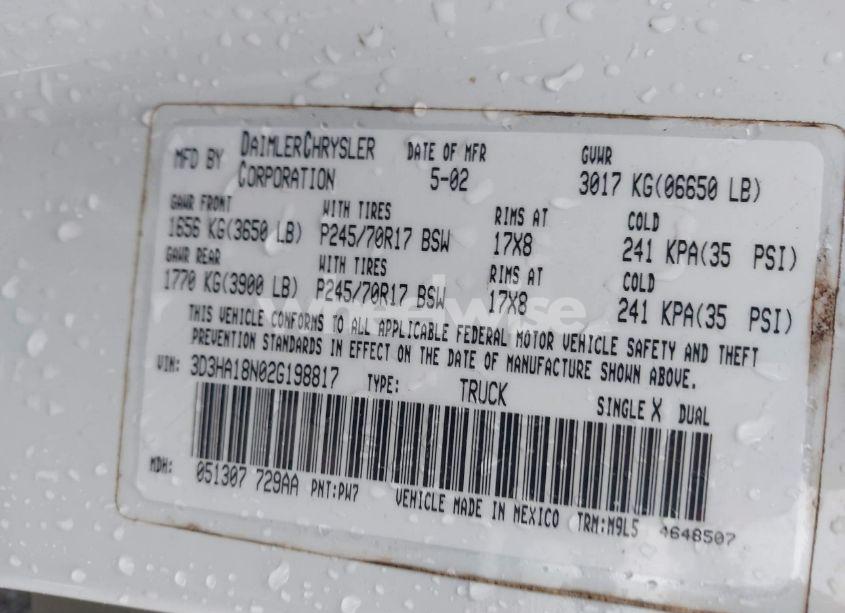 MFD BY DAIMLERCHRYSLER CORPORATION DATE OF MFR 5-02 GVWR 3017 KG(06650 LB)
GAWR FRONT WITH TIRES RIMS AT COLD
1656 KG(3650 LB) P245/70R17 BSW 17X8 241 KPA(35 PSI)
GAWR REAR WITH TIRES RIMS AT COLD
1770 KG(3900 LB) P245/70R17 BSW 17X8 241 KPA(35 PSI)
wheelwise
THIS VEHICLE CONFORMS TO ALL APPLICABLE FEDERAL MOTOR VEHICLE SAFETY AND THEFT
PREVENTION STANDARDS IN EFFECT ON THE DATE OF MANUFACTURE SHOWN ABOVE.
VIN: 3D3HA18N02G198817 TYPE: TRUCK SINGLE X DUAL
MDH: 051307 729AA PNT:PW7 VEHICLE MADE IN MEXICO TRM:M9L5 4648507